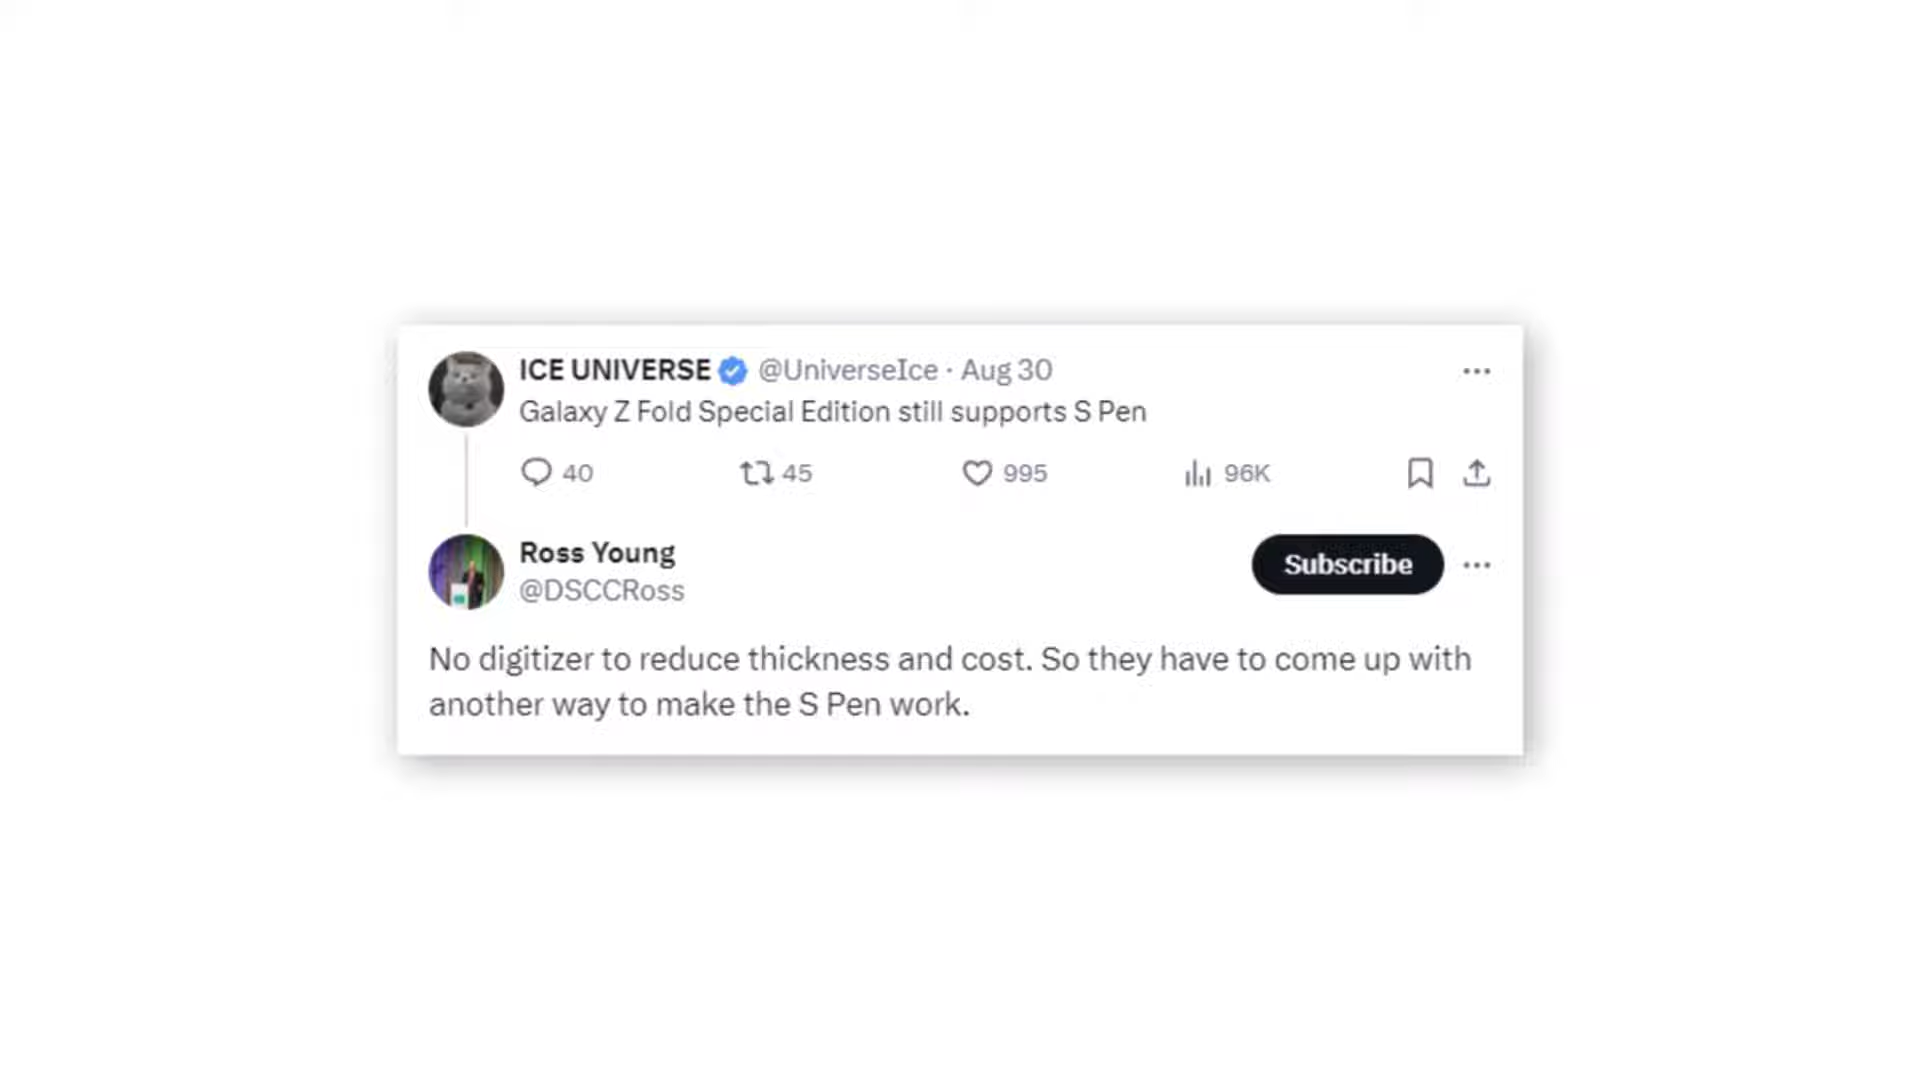 ICE UNIVERSE @UniverseIce · Aug 30
Galaxy Z Fold Special Edition still supports S Pen
40 45 995 96K
Ross Young
Subscribe
@DSCCRoss
No digitizer to reduce thickness and cost. So they have to come up with
another way to make the S Pen work.